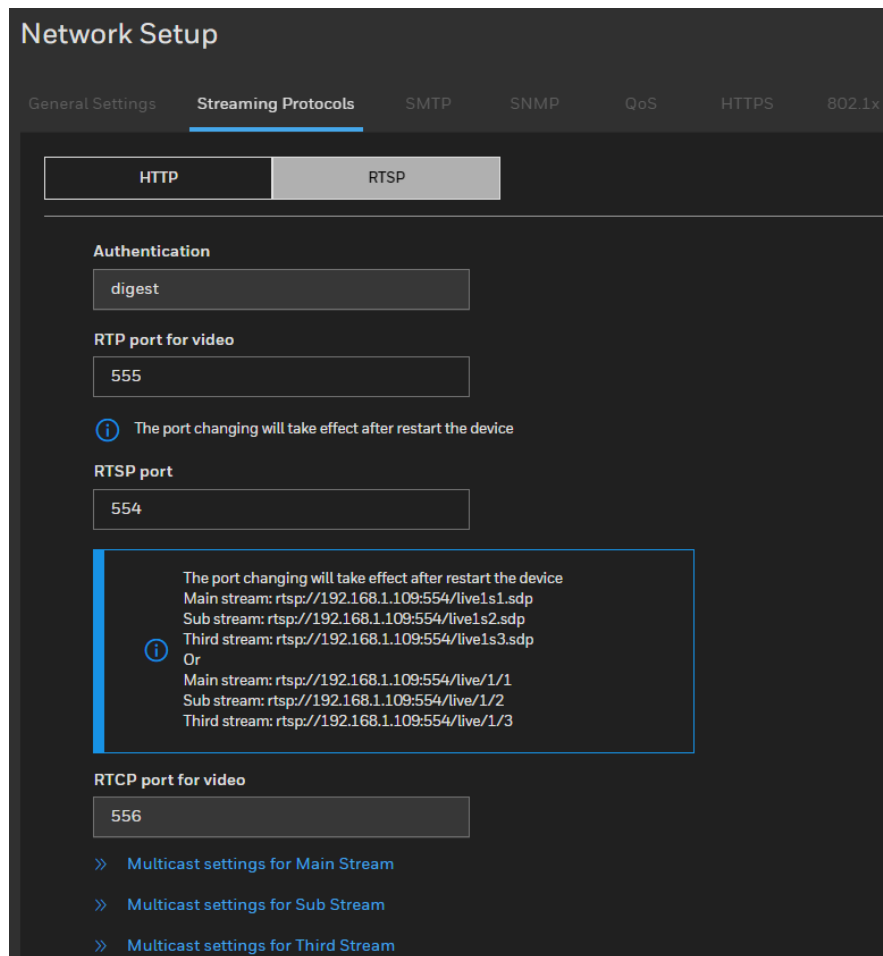 Network Setup
General Settings Streaming Protocols SMTP SNMP QoS HTTPS 802.1x
HTTP RTSP
Authentication
digest
RTP port for video
555
The port changing will take effect after restart the device
RTSP port
554
The port changing will take effect after restart the device
Main stream: rtsp://192.168.1.109:554/live1s1.sdp
Sub stream: rtsp://192.168.1.109:554/live1s2.sdp
Third stream: rtsp://192.168.1.109:554/live1s3.sdp
Or
Main stream: rtsp://192.168.1.109:554/live/1/1
Sub stream: rtsp://192.168.1.109:554/live/1/2
Third stream: rtsp://192.168.1.109:554/live/1/3
RTCP port for video
556
Multicast settings for Main Stream
Multicast settings for Sub Stream
Multicast settings for Third Stream